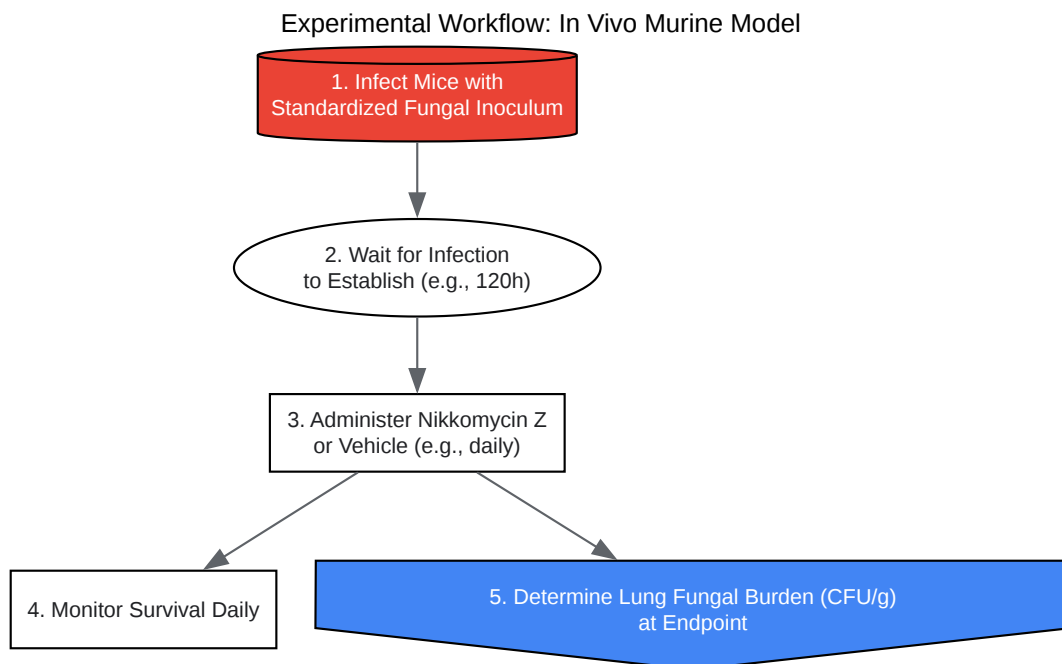 Experimental Workflow: In Vivo Murine Model
1. Infect Mice with
Standardized Fungal Inoculum
2. Wait for Infection
to Establish (e.g., 120h)
3. Administer Nikkomycin Z
or Vehicle (e.g., daily)
4. Monitor Survival Daily
5. Determine Lung Fungal Burden (CFU/g)
at Endpoint